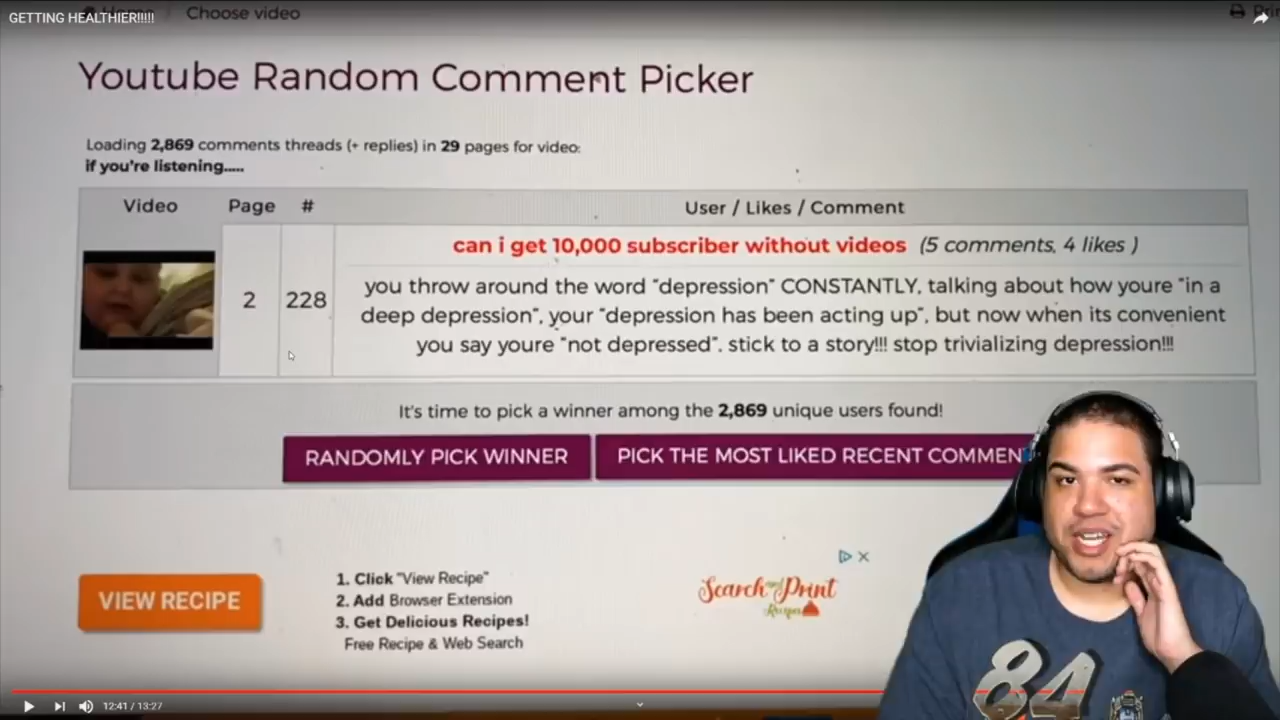 GETTING HEALTHIER!!!!!
Home
Choose video
Youtube Random Comment Picker
Loading 2,869 comments threads (+ replies) in 29 pages for video:
if you're listening.....
Video Page # User / Likes / Comment
can i get 10,000 subscriber without videos (5 comments, 4 likes )
2 228
you throw around the word "depression" CONSTANTLY, talking about how youre "in a
deep depression", your "depression has been acting up", but now when its convenient
you say youre "not depressed". stick to a story!!! stop trivializing depression!!!
It's time to pick a winner among the 2,869 unique users found!
RANDOMLY PICK WINNER
PICK THE MOST LIKED RECENT COMMEN
VIEW RECIPE
1. Click "View Recipe"
2. Add Browser Extension
3. Get Delicious Recipes!
Free Recipe & Web Search
Search and Print
Recipes
84
12:41 / 13:27